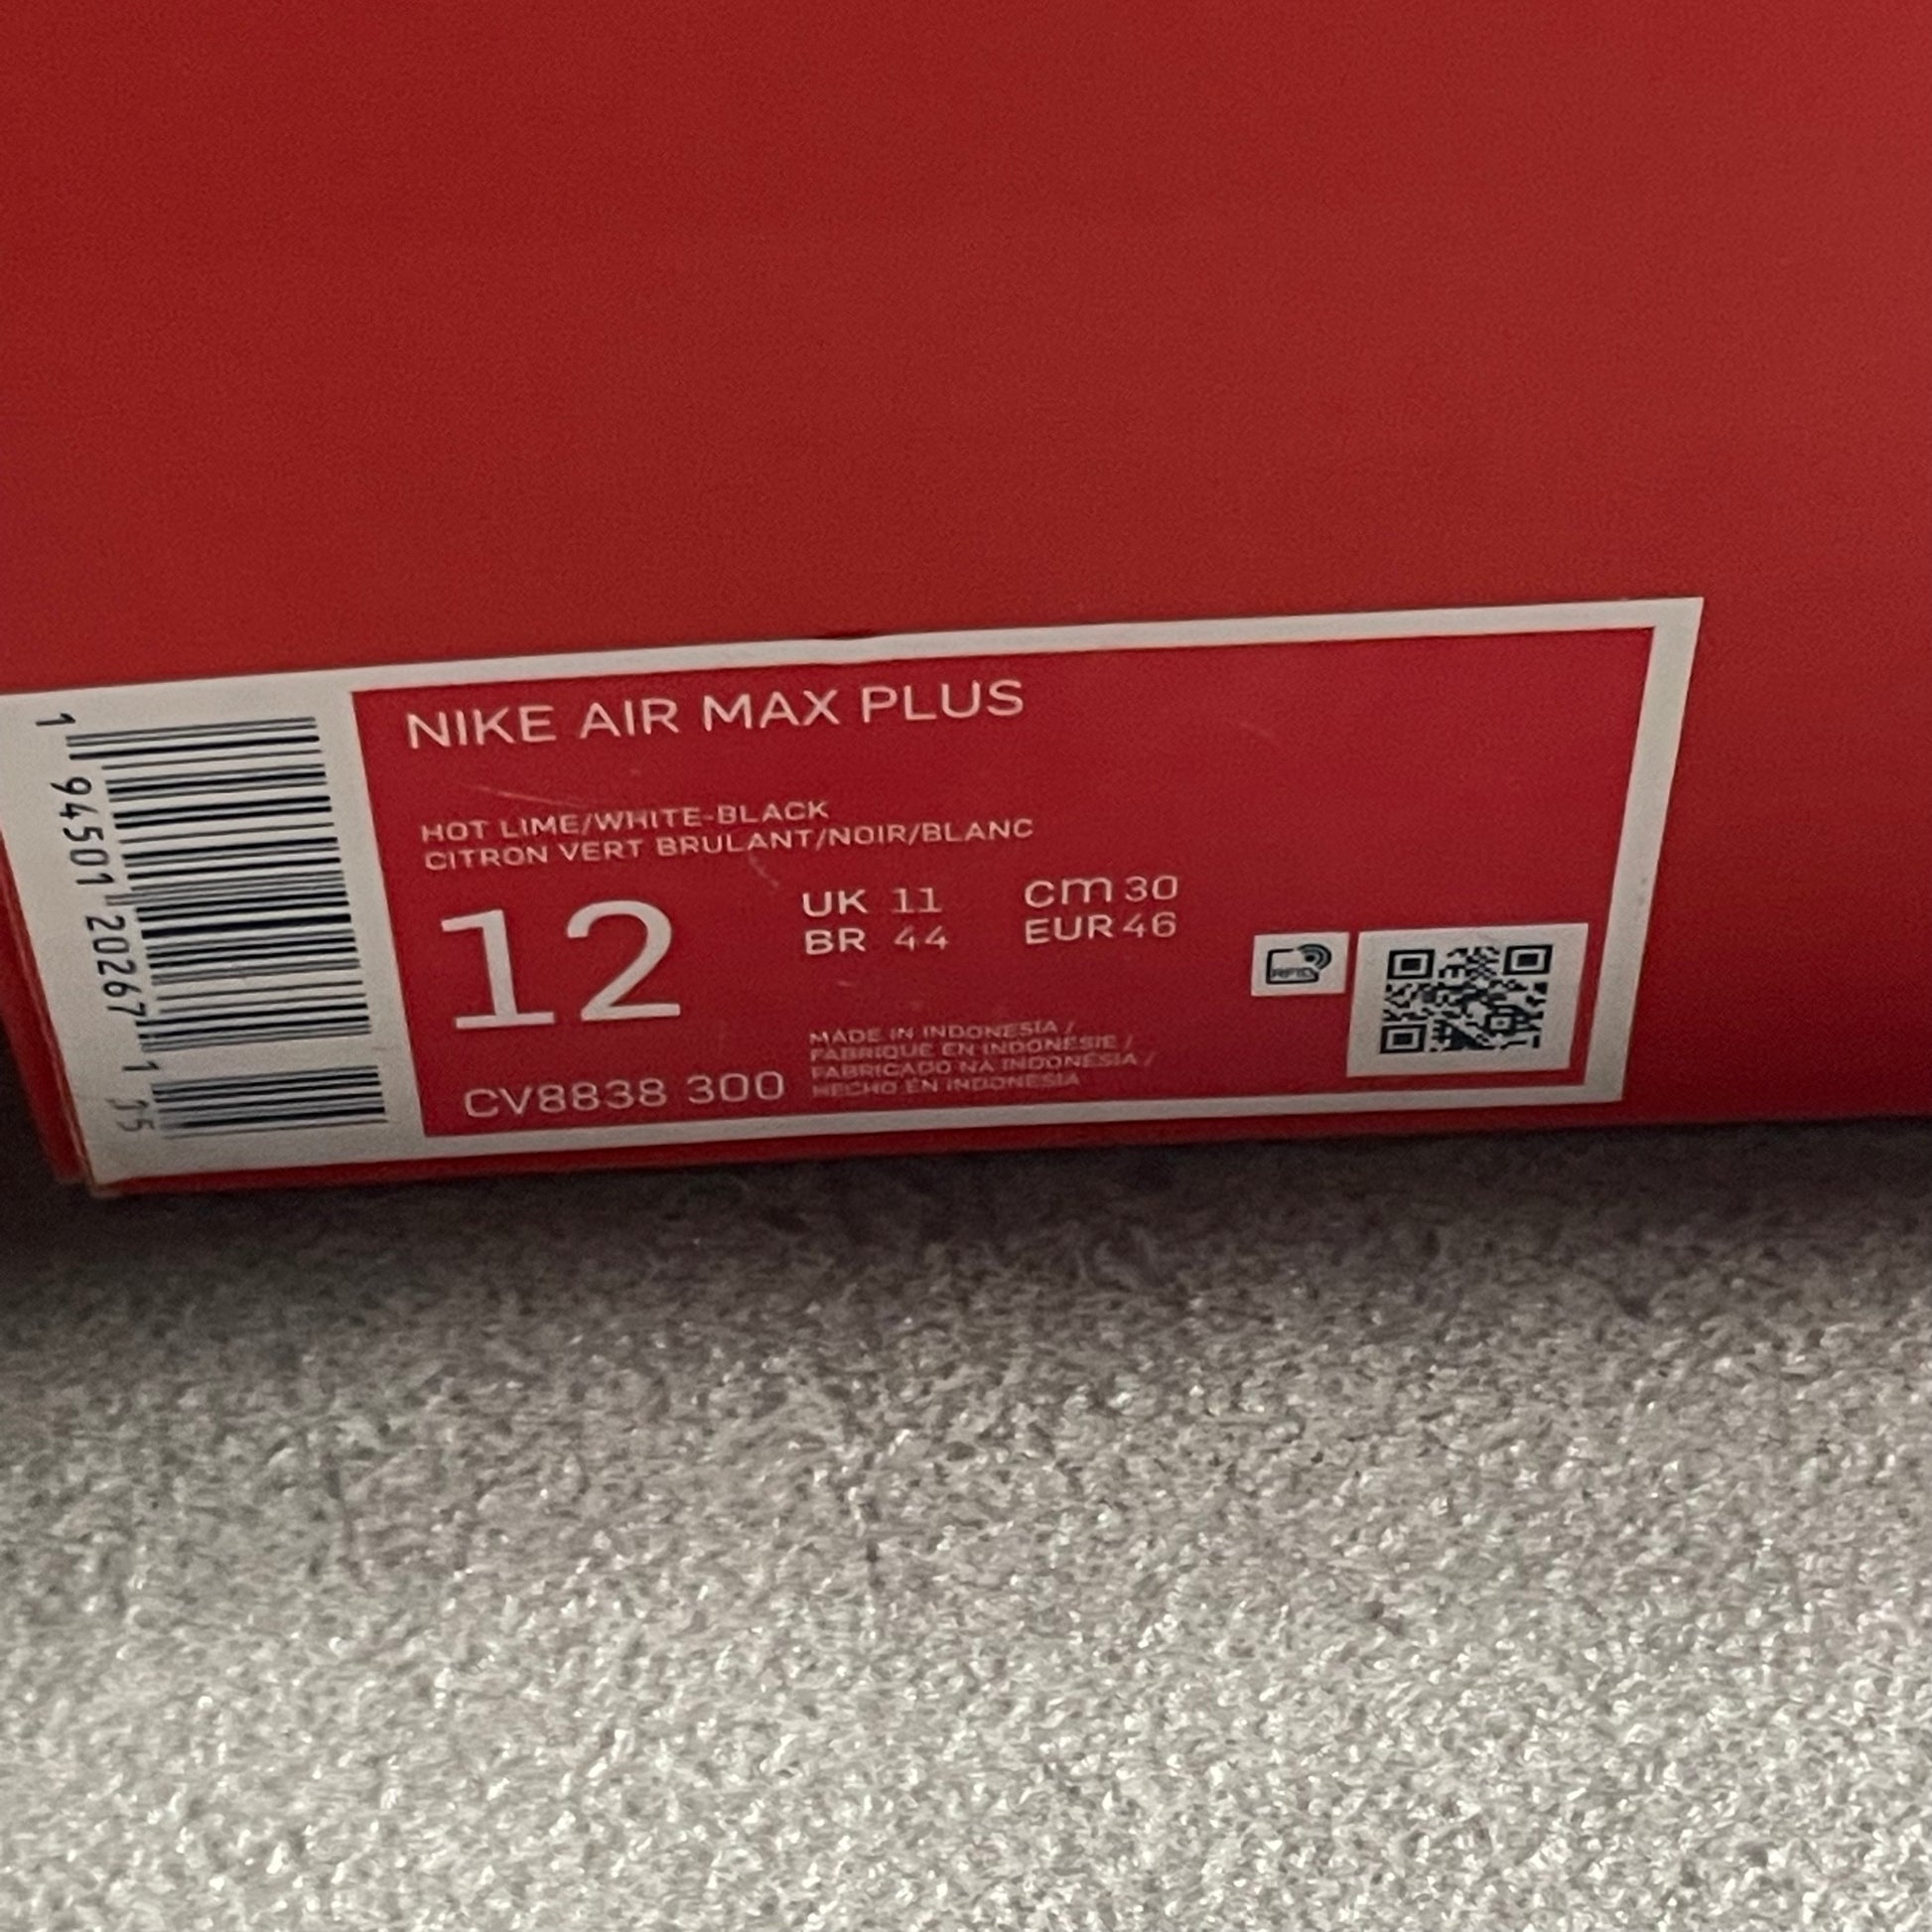 NIKE AIR MAX PLUS
HOT LIME/WHITE-BLACK
CITRON VERT BRULANT/NOIR/BLANC
12
UK 11 cm 30
BR 44 EUR 46
RFID
CV8838 300
MADE IN INDONESIA /
FABRIQUE EN INDONESIE /
FABRICADO NA INDONESIA /
HECHO EN INDONESIA
1 94501 20267 1 15